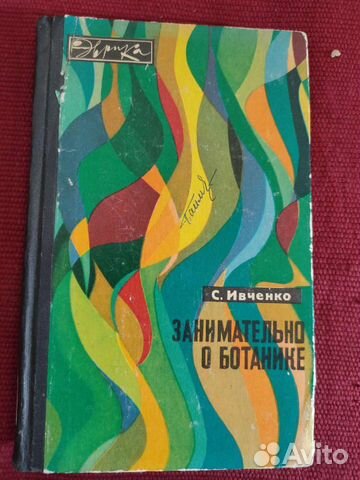 Эврика
С. Ивченко
ЗАНИМАТЕЛЬНО
О БОТАНИКЕ
Avito